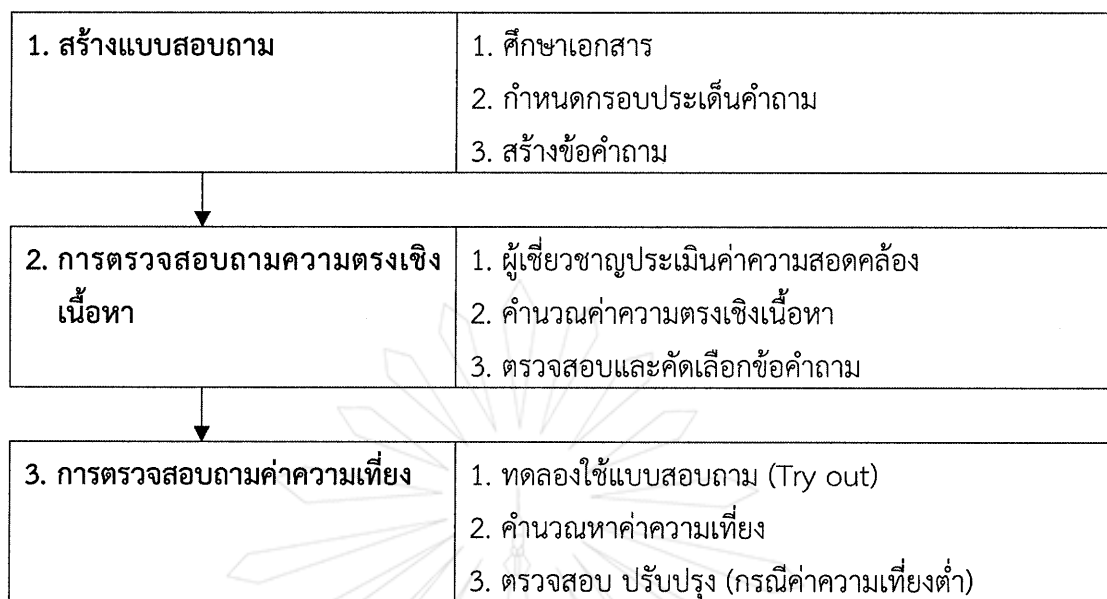 1. สร้างแบบสอบถาม
1. ศึกษาเอกสาร
2. กำหนดกรอบประเด็นคำถาม
3. สร้างข้อคำถาม
2. การตรวจสอบถามความตรงเชิง
เนื้อหา
1. ผู้เชี่ยวชาญประเมินค่าความสอดคล้อง
2. คำนวณค่าความตรงเชิงเนื้อหา
3. ตรวจสอบและคัดเลือกข้อคำถาม
3. การตรวจสอบถามค่าความเที่ยง
1. ทดลองใช้แบบสอบถาม (Try out)
2. คำนวณหาค่าความเที่ยง
3. ตรวจสอบ ปรับปรุง (กรณีค่าความเที่ยงต่ำ)